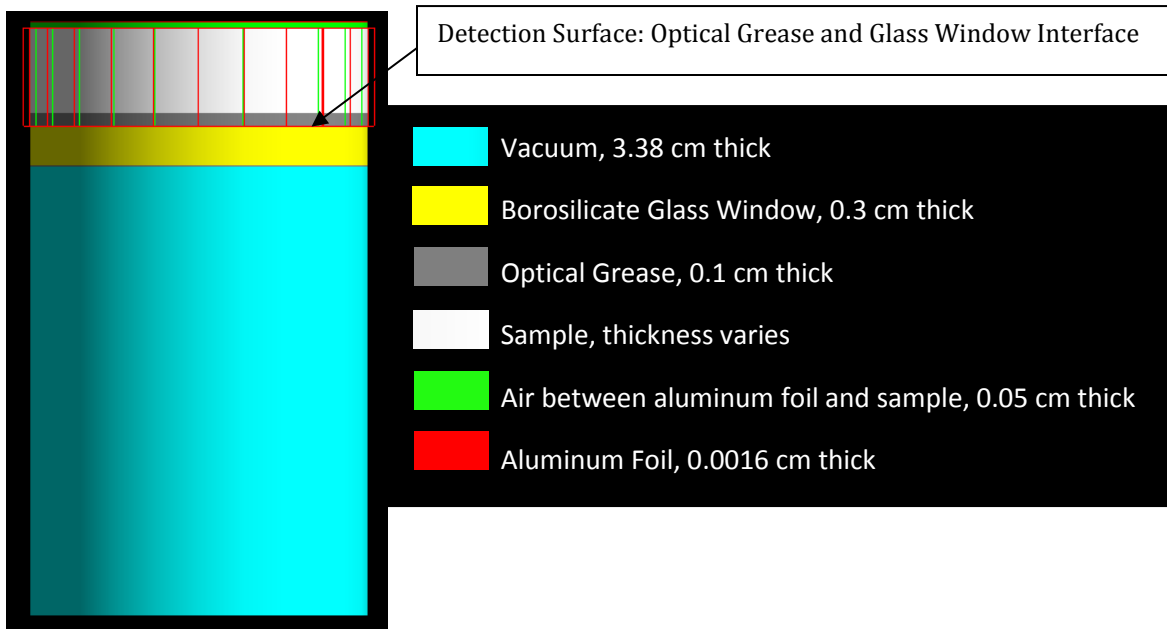 Detection Surface: Optical Grease and Glass Window Interface
Vacuum, 3.38 cm thick
Borosilicate Glass Window, 0.3 cm thick
Optical Grease, 0.1 cm thick
Sample, thickness varies
Air between aluminum foil and sample, 0.05 cm thick
Aluminum Foil, 0.0016 cm thick